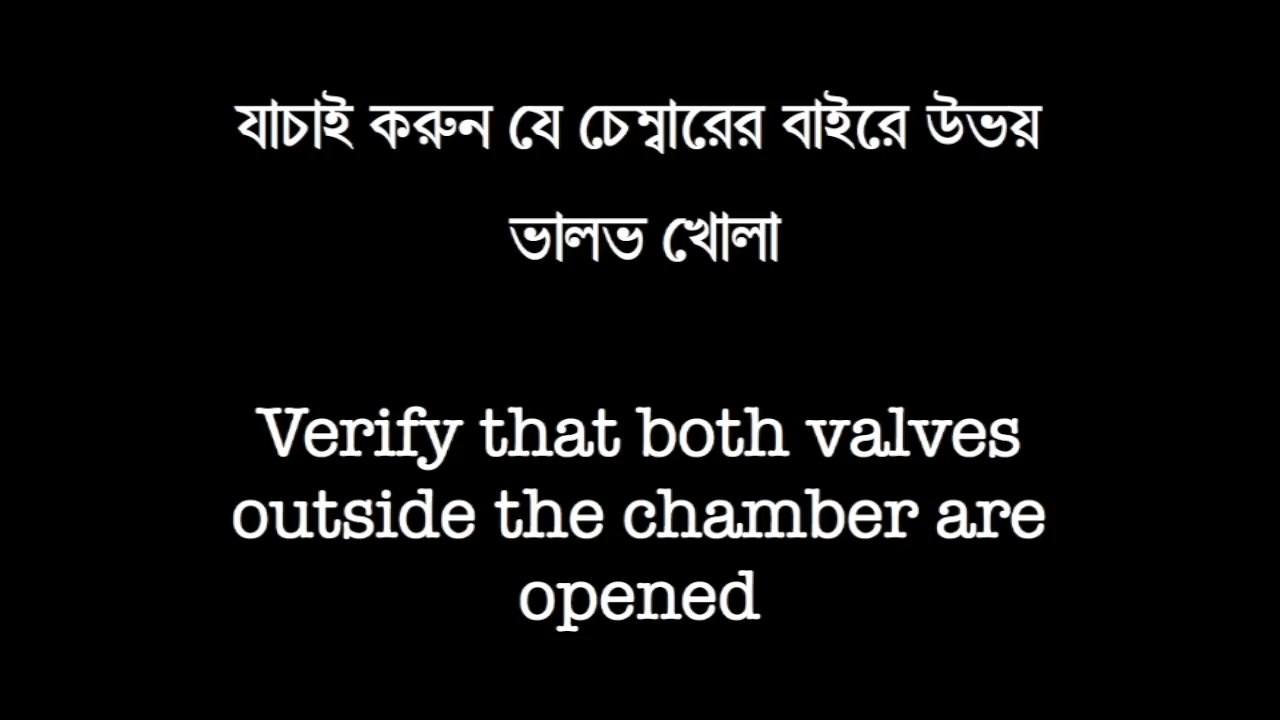 যাচাই করুন যে চেম্বারের বাইরে উভয়
ভালভ খোলা
Verify that both valves
outside the chamber are
opened